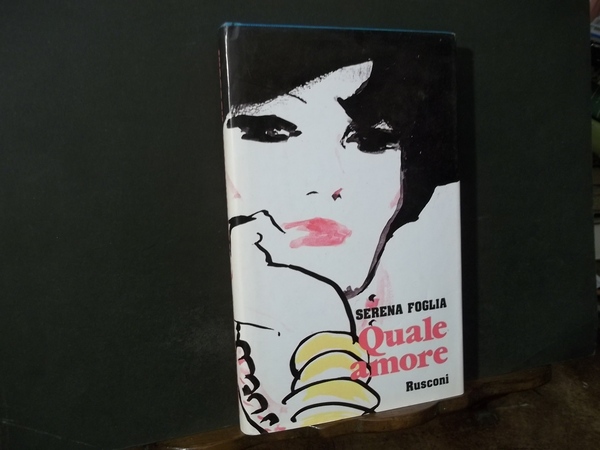 SERENA FOGLIA
Quale
amore
Rusconi